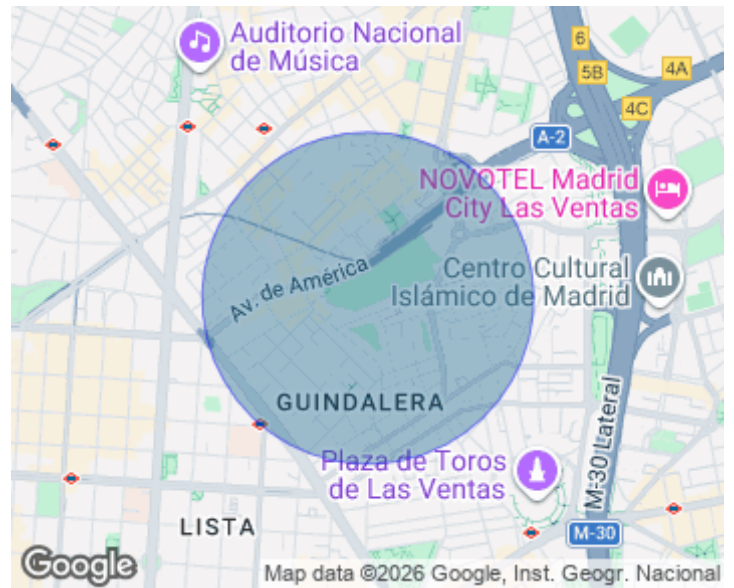 Auditorio Nacional
de Música
6
5B
4A
4C
A-2
NOVOTEL Madrid
City Las Ventas
Av. de América
Centro Cultural
Islámico de Madrid
GUINDALERA
Plaza de Toros
de Las Ventas
M-30 Lateral
LISTA
M-30
Google
Map data ©2026 Google, Inst. Geogr. Nacional